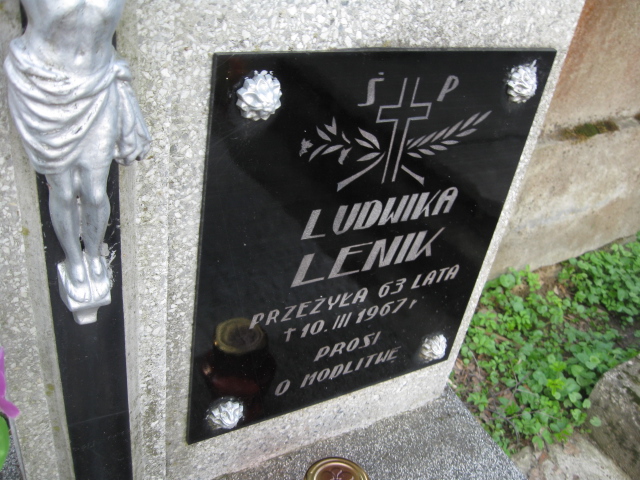 Ś P
LUDWIKA
LENIK
PRZEŻYŁA 63 LATA
† 10. III 1967 r
PROSI
O MODLITWĘ